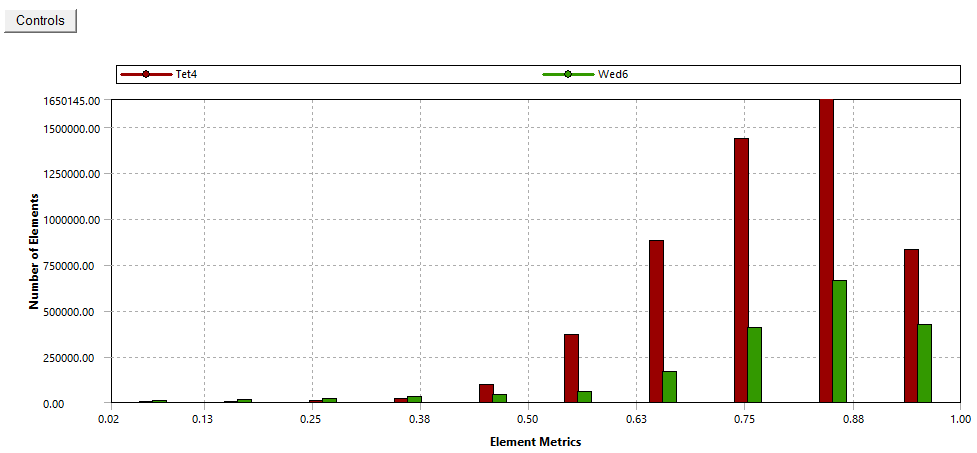 Controls
Tet4 Wed6
1650145.00
1500000.00
1250000.00
1000000.00
750000.00
500000.00
250000.00
0.00
Number of Elements
0.02 0.13 0.25 0.38 0.50 0.63 0.75 0.88 1.00
Element Metrics